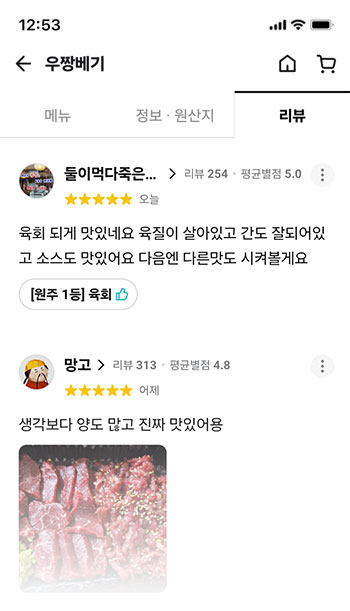 12:53
우짱베기
메뉴
정보 · 원산지
리뷰
둘이먹다죽은... 리뷰 254 · 평균별점 5.0
오늘
육회 되게 맛있네요 육질이 살아있고 간도 잘되어있
고 소스도 맛있어요 다음엔 다른맛도 시켜볼게요
[원주 1등] 육회
망고 리뷰 313 · 평균별점 4.8
어제
생각보다 양도 많고 진짜 맛있어용